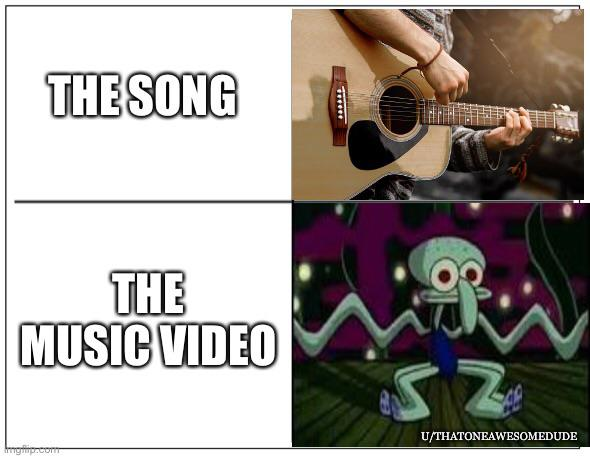 THE SONG
THE
MUSIC VIDEO
U/THATONEAWESOMEDUDE
imgflip.com